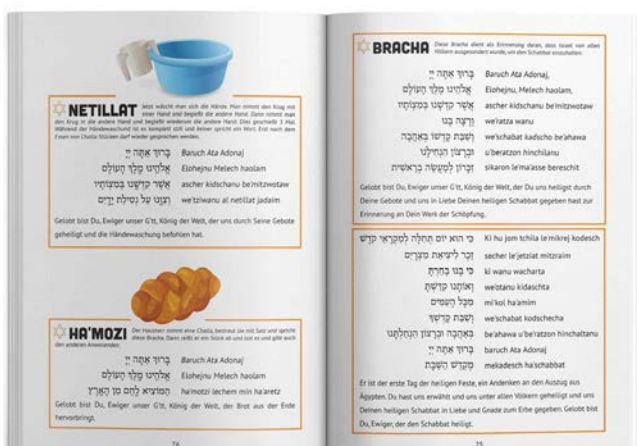 NETILLAT Jetzt wäscht man sich die Hände. Man nimmt den Krug mit
einer Hand und begießt die andere Hand. Dann nimmt man
den Krug in die andere Hand und begießt wiederum die andere Hand. Dies geschieht 3 Mal.
Während der Händewaschung ist es komplett still und keiner spricht ein Wort. Erst nach dem
Essen von Challa-Stücken darf wieder gesprochen werden.
בָּרוּךְ אַתָּה יְיָ Baruch Ata Adonaj
אֱלֹהֵינוּ מֶלֶךְ הָעוֹלָם Elohejnu Melech haolam
אֲשֶׁר קִדְּשָׁנוּ בְּמִצְוֹתָיו ascher kidschanu be'mitzwotaw
וְצִוָּנוּ עַל נְטִילַת יָדַיִם we'tziwanu al netillat jadaim
Gelobt bist Du, Ewiger unser G'tt, König der Welt, der uns durch Seine Gebote
geheiligt und die Händewaschung befohlen hat.
HA'MOZI Der Hausherr nimmt eine Challa, bestreut sie mit Salz und spricht
diese Bracha. Dann reißt er ein Stück ab und isst es und gibt auch
den anderen Anwesenden.
בָּרוּךְ אַתָּה יְיָ Baruch Ata Adonaj
אֱלֹהֵינוּ מֶלֶךְ הָעוֹלָם Elohejnu Melech haolam
הַמּוֹצִיא לֶחֶם מִן הָאָרֶץ ha'motzi lechem min ha'aretz
Gelobt bist Du, Ewiger unser G'tt, König der Welt, der Brot aus der Erde
hervorbringt.
76
BRACHA Diese Bracha dient als Erinnerung daran, dass Israel von allen
Völkern ausgesondert wurde, um den Schabbat einzuhalten.
בָּרוּךְ אַתָּה יְיָ Baruch Ata Adonaj,
אֱלֹהֵינוּ מֶלֶךְ הָעוֹלָם Elohejnu, Melech haolam,
אֲשֶׁר קִדְּשָׁנוּ בְּמִצְוֹתָיו ascher kidschanu be'mitzwotaw
וְרָצָה בָנוּ we'ratza wanu
וְשַׁבַּת קָדְשׁוֹ בְּאַהֲבָה we'schabat kadscho be'ahawa
וּבְרָצוֹן הִנְחִילָנוּ u'beratzon hinchilanu
זִכָּרוֹן לְמַעֲשֵׂה בְרֵאשִׁית sikaron le'ma'asse bereschit
Gelobt bist Du, Ewiger unser G'tt, König der Welt, der Du uns heiligst durch
Deine Gebote und uns in Liebe Deinen heiligen Schabbat gegeben hast zur
Erinnerung an Dein Werk der Schöpfung.
כִּי הוּא יוֹם תְּחִלָּה לְמִקְרָאֵי קֹדֶשׁ Ki hu jom tchila le'mikrej kodesch
זֵכֶר לִיצִיאַת מִצְרָיִם secher le'jetziat mitzraim
כִּי בָנוּ בָחַרְתָּ ki wanu wacharta
וְאוֹתָנוּ קִדַּשְׁתָּ we'otanu kidaschta
מִכָּל הָעַמִּים mi'kol ha'amim
וְשַׁבַּת קָדְשְׁךָ we'schabat kodschecha
בְּאַהֲבָה וּבְרָצוֹן הִנְחַלְתָּנוּ be'ahawa u'be'ratzon hinchaltanu
בָּרוּךְ אַתָּה יְיָ baruch Ata Adonaj
מְקַדֵּשׁ הַשַּׁבָּת mekadesch ha'schabbat
Er ist der erste Tag der heiligen Feste, ein Andenken an den Auszug aus
Ägypten. Du hast uns erwählt und uns unter allen Völkern geheiligt und uns
Deinen heiligen Schabbat in Liebe und Gnade zum Erbe gegeben. Gelobt bist
Du, Ewiger, der den Schabbat heiligt.
75